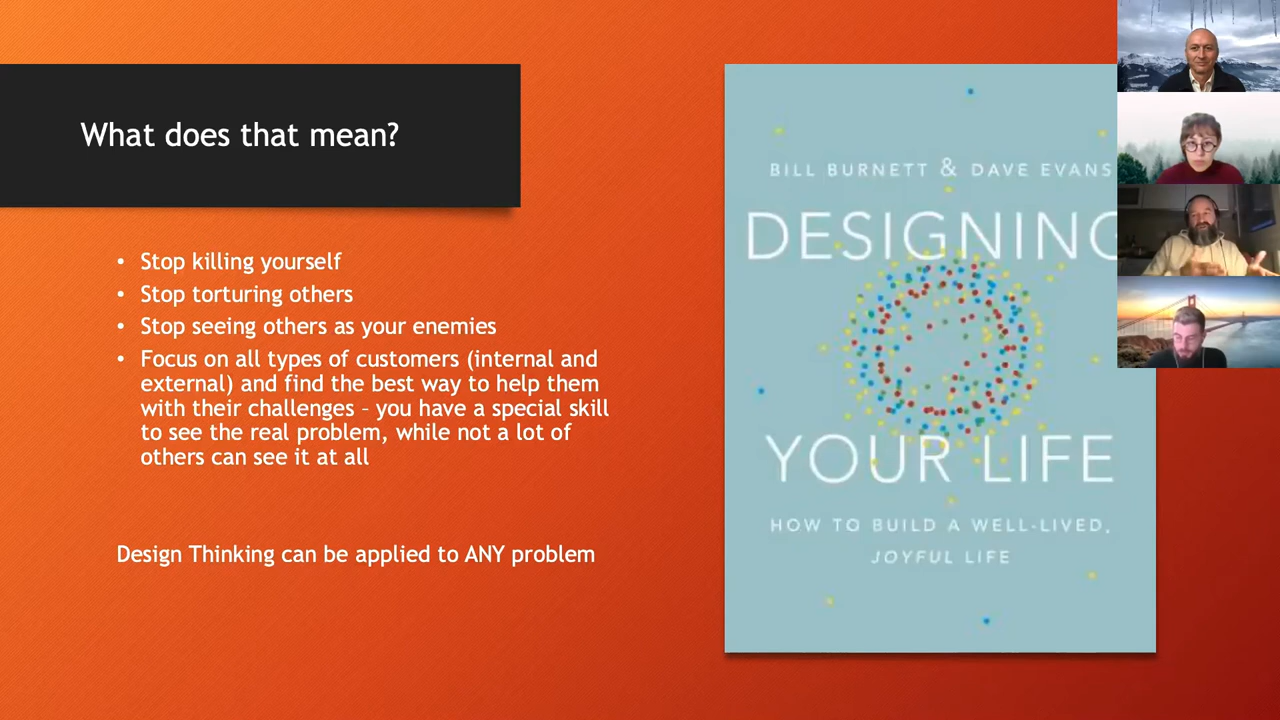 What does that mean?
• Stop killing yourself
• Stop torturing others
• Stop seeing others as your enemies
• Focus on all types of customers (internal and
external) and find the best way to help them
with their challenges – you have a special skill
to see the real problem, while not a lot of
others can see it at all
Design Thinking can be applied to ANY problem
BILL BURNETT & DAVE EVANS
DESIGNING
YOUR LIFE
HOW TO BUILD A WELL-LIVED,
JOYFUL LIFE